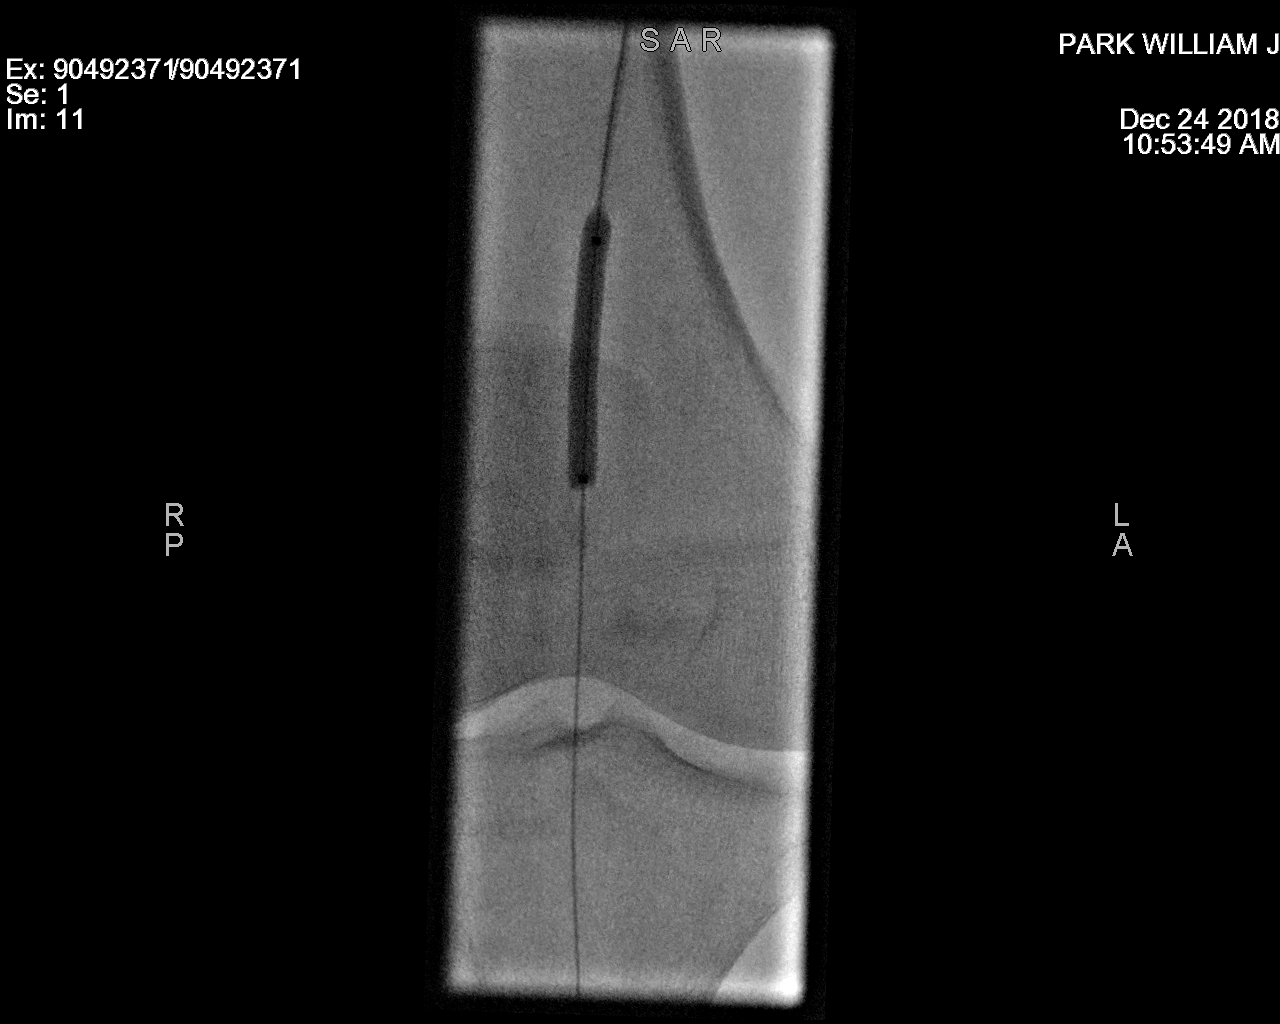 S A R
PARK WILLIAM J
Ex: 90492371/90492371
Se: 1
Im: 11
Dec 24 2018
10:53:49 AM
R
P
L
A